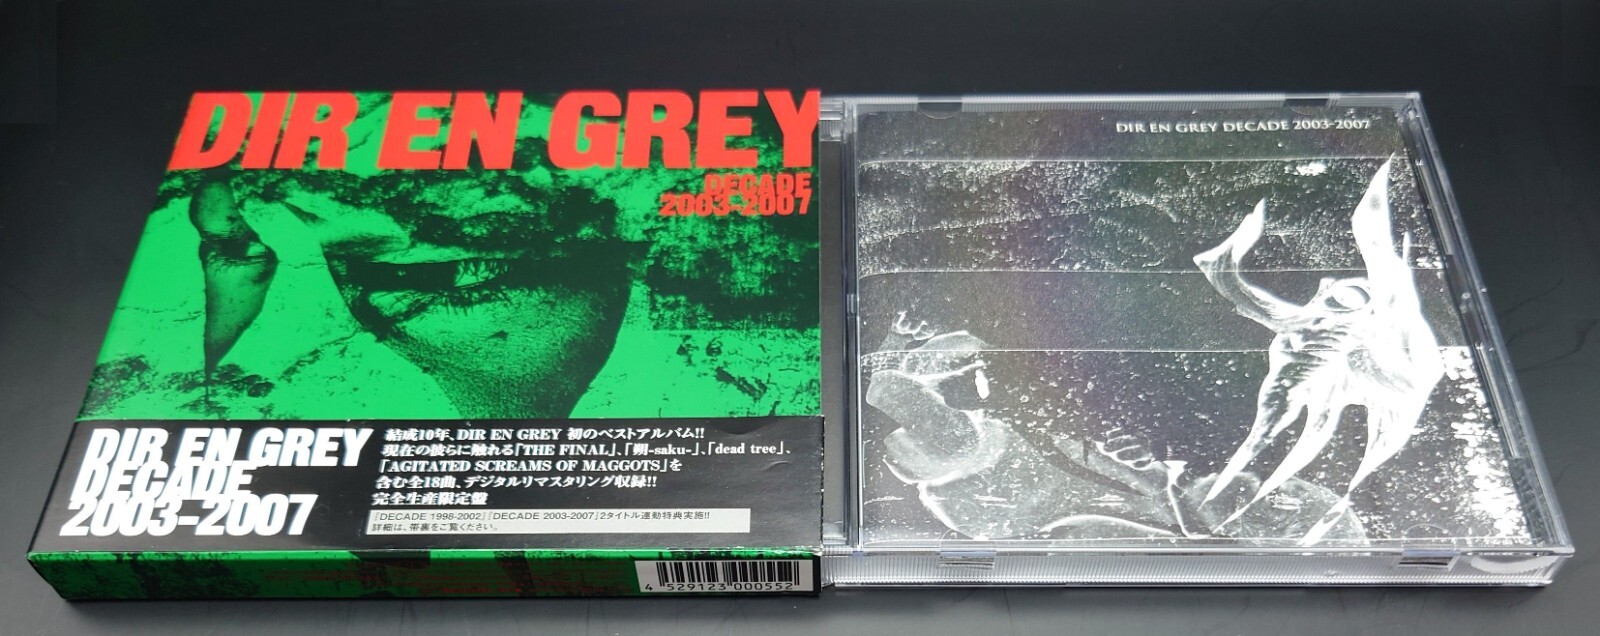 DIR EN GREY
DECADE
2003-2007
DIR EN GREY
DECADE
2003-2007
結成10年、DIR EN GREY 初のベストアルバム!!
現在の彼らに触れる「THE FINAL」、「朔-saku-」、「dead tree」、
「AGITATED SCREAMS OF MAGGOTS」を
含む全18曲、デジタルリマスタリング収録!!
完全生産限定盤
『DECADE 1998-2002』『DECADE 2003-2007』2タイトル連動特典実施!!
詳細は、帯裏をご覧ください。
4 529123 000552
DIR EN GREY DECADE 2003-2007